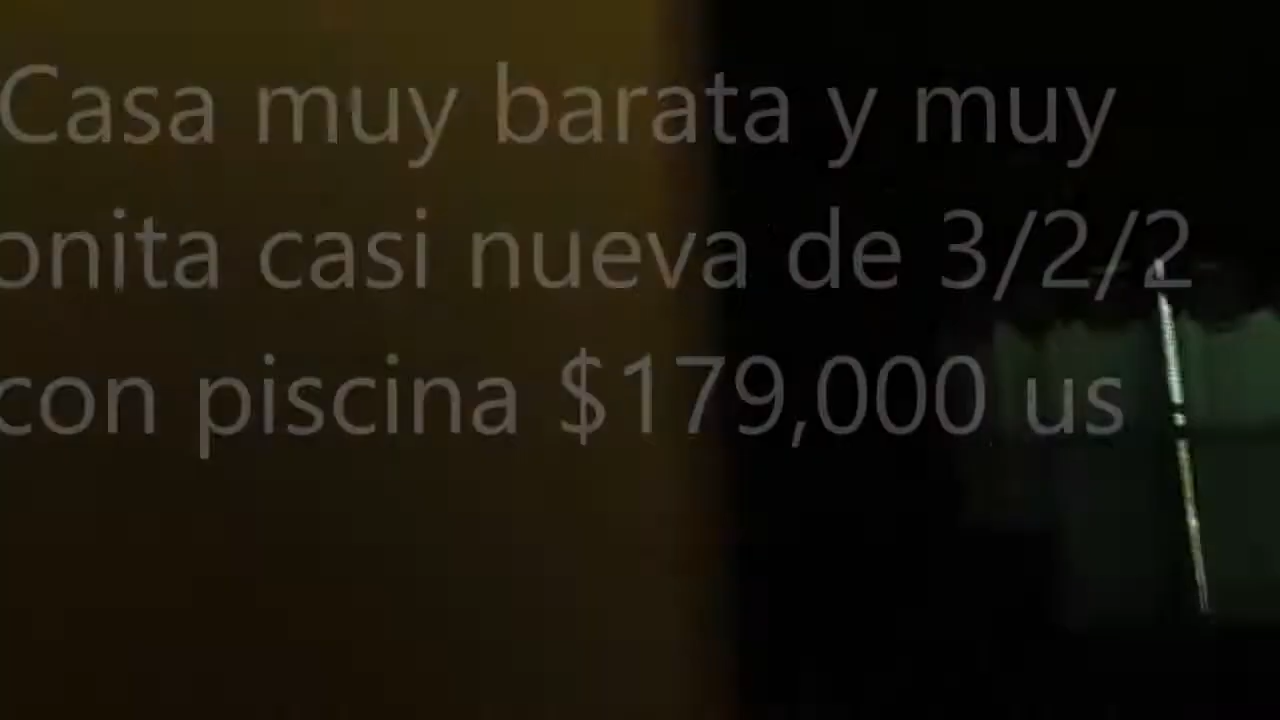 Casa muy barata y muy
onita casi nueva de 3/2/2
con piscina $179,000 us